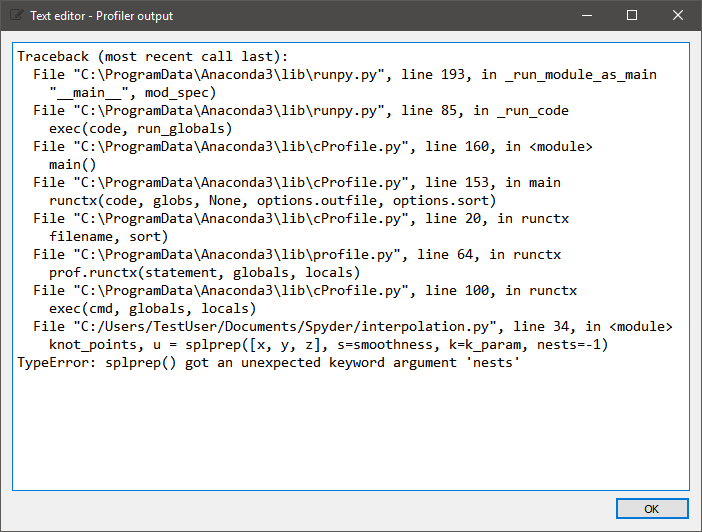 Text editor - Profiler output
Traceback (most recent call last):
  File "C:\ProgramData\Anaconda3\lib\runpy.py", line 193, in _run_module_as_main
    "__main__", mod_spec)
  File "C:\ProgramData\Anaconda3\lib\runpy.py", line 85, in _run_code
    exec(code, run_globals)
  File "C:\ProgramData\Anaconda3\lib\cProfile.py", line 160, in <module>
    main()
  File "C:\ProgramData\Anaconda3\lib\cProfile.py", line 153, in main
    runctx(code, globs, None, options.outfile, options.sort)
  File "C:\ProgramData\Anaconda3\lib\cProfile.py", line 20, in runctx
    filename, sort)
  File "C:\ProgramData\Anaconda3\lib\profile.py", line 64, in runctx
    prof.runctx(statement, globals, locals)
  File "C:\ProgramData\Anaconda3\lib\cProfile.py", line 100, in runctx
    exec(cmd, globals, locals)
  File "C:/Users/TestUser/Documents/Spyder/interpolation.py", line 34, in <module>
    knot_points, u = splprep([x, y, z], s=smoothness, k=k_param, nests=-1)
TypeError: splprep() got an unexpected keyword argument 'nests'
OK